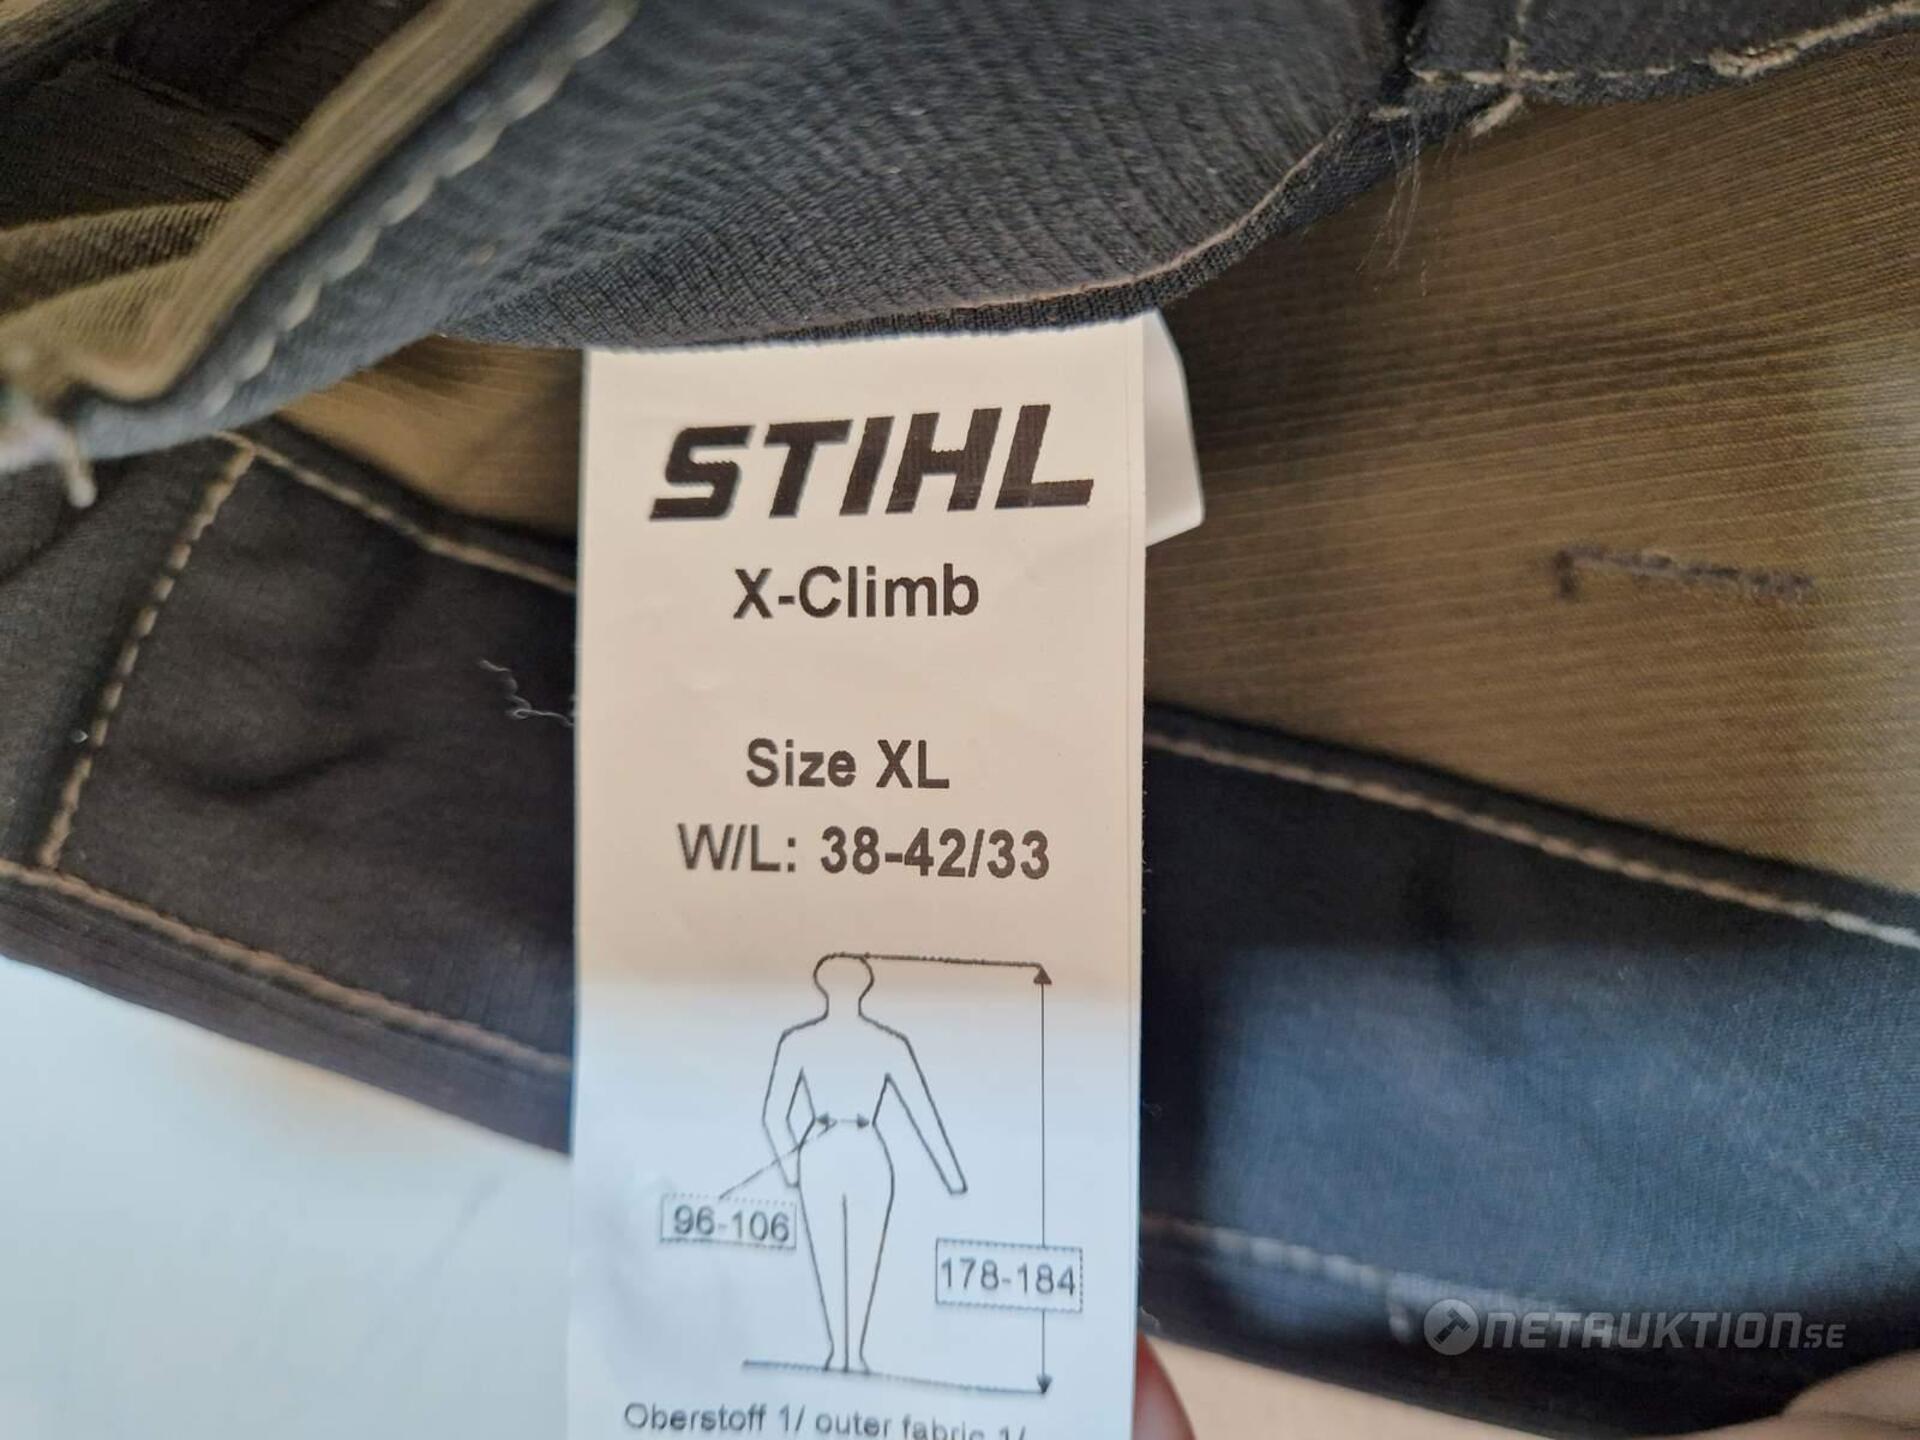 STIHL
X-Climb
Size XL
W/L: 38-42/33
96-106
178-184
Oberstoff 1/ outer fabric 1/
NETAUKTION.SE